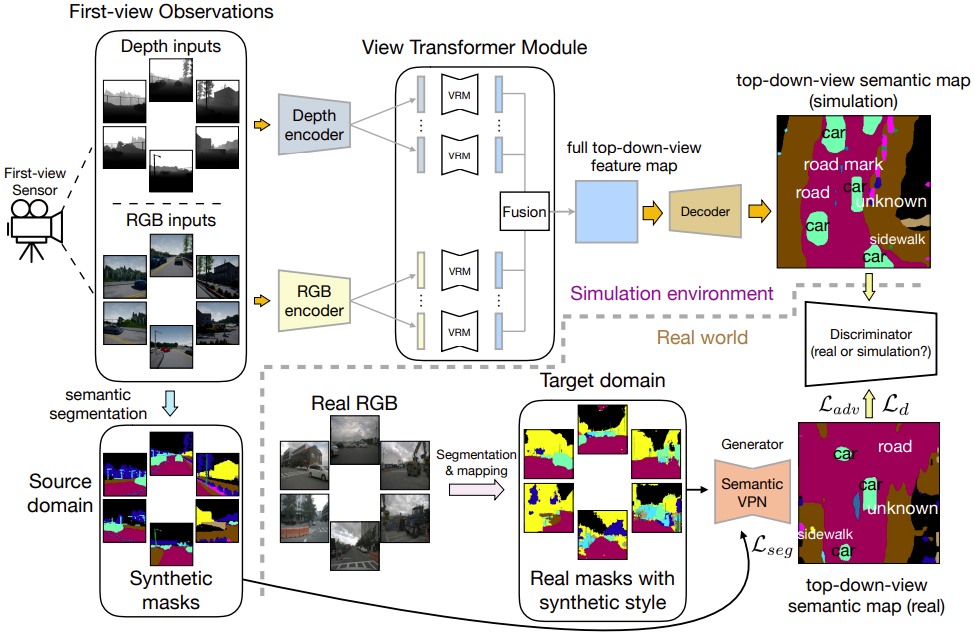 First-view Observations
Depth inputs
First-view
Sensor
RGB inputs
Depth
encoder
RGB
encoder
View Transformer Module
VRM
VRM
VRM
VRM
Fusion
full top-down-view
feature map
Decoder
top-down-view semantic map
(simulation)
car
road mark
road
car
unknown
car
sidewalk
car
Simulation environment
Real world
Discriminator
(real or simulation?)
ℒadv
ℒd
semantic
segmentation
Source
domain
Synthetic
masks
Real RGB
Segmentation
& mapping
Target domain
Real masks with
synthetic style
Generator
Semantic
VPN
ℒseg
road
car
car
unknown
sidewalk
car
top-down-view
semantic map (real)